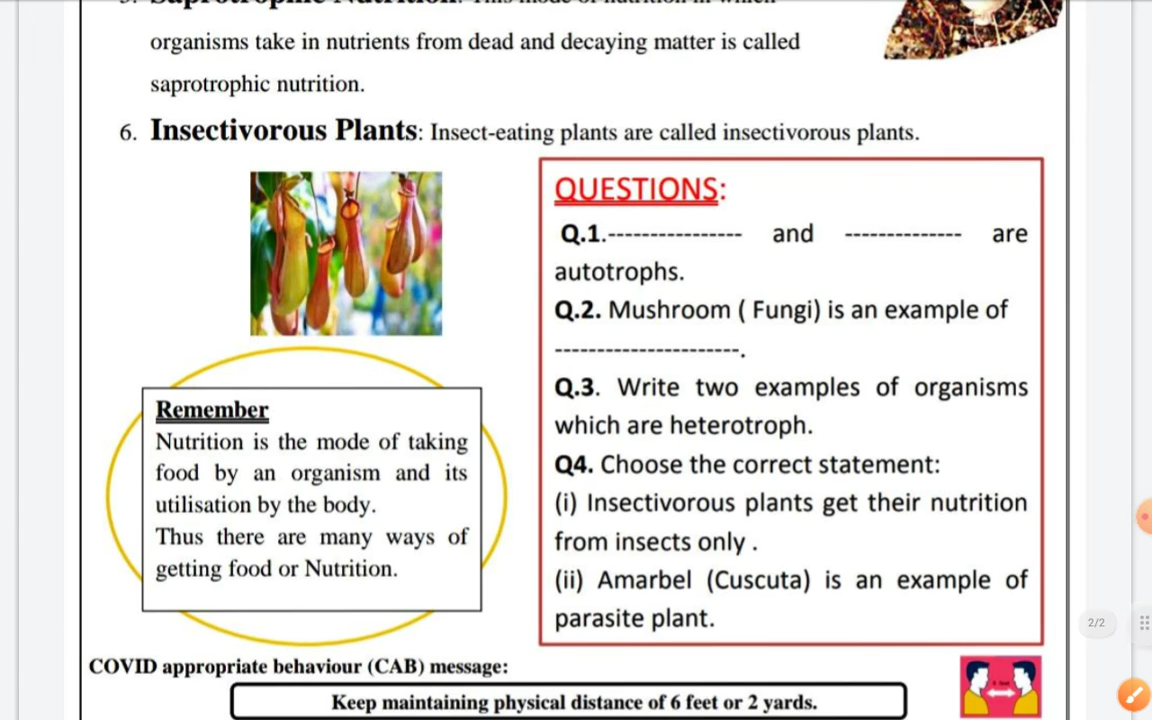 organisms take in nutrients from dead and decaying matter is called
saprotrophic nutrition.
6. Insectivorous Plants: Insect-eating plants are called insectivorous plants.
QUESTIONS:
Q.1.---------------- and -------------- are
autotrophs.
Q.2. Mushroom ( Fungi) is an example of
----------------------.
Q.3. Write two examples of organisms
which are heterotroph.
Q4. Choose the correct statement:
(i) Insectivorous plants get their nutrition
from insects only .
(ii) Amarbel (Cuscuta) is an example of
parasite plant.
Remember
Nutrition is the mode of taking
food by an organism and its
utilisation by the body.
Thus there are many ways of
getting food or Nutrition.
2/2
COVID appropriate behaviour (CAB) message:
Keep maintaining physical distance of 6 feet or 2 yards.